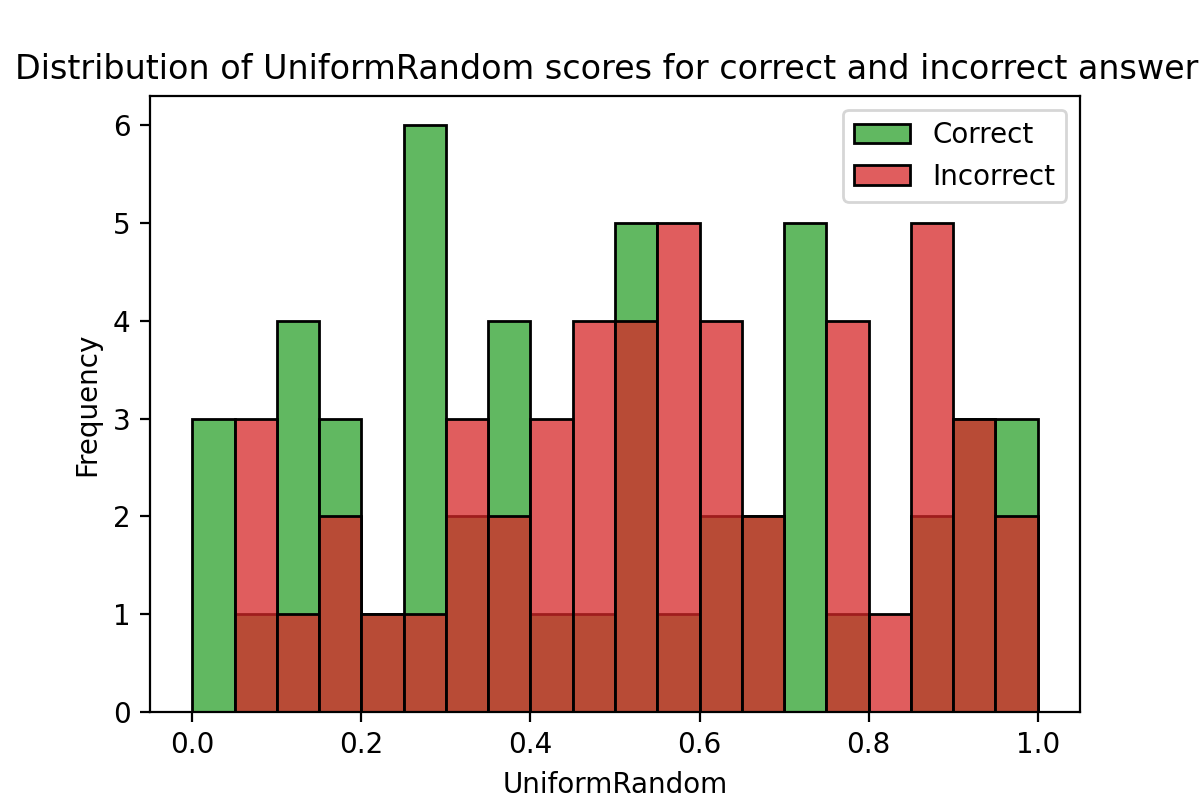 Distribution of UniformRandom scores for correct and incorrect answer
Correct
Incorrect
6
5
4
3
2
1
0
Frequency
0.0 0.2 0.4 0.6 0.8 1.0
UniformRandom